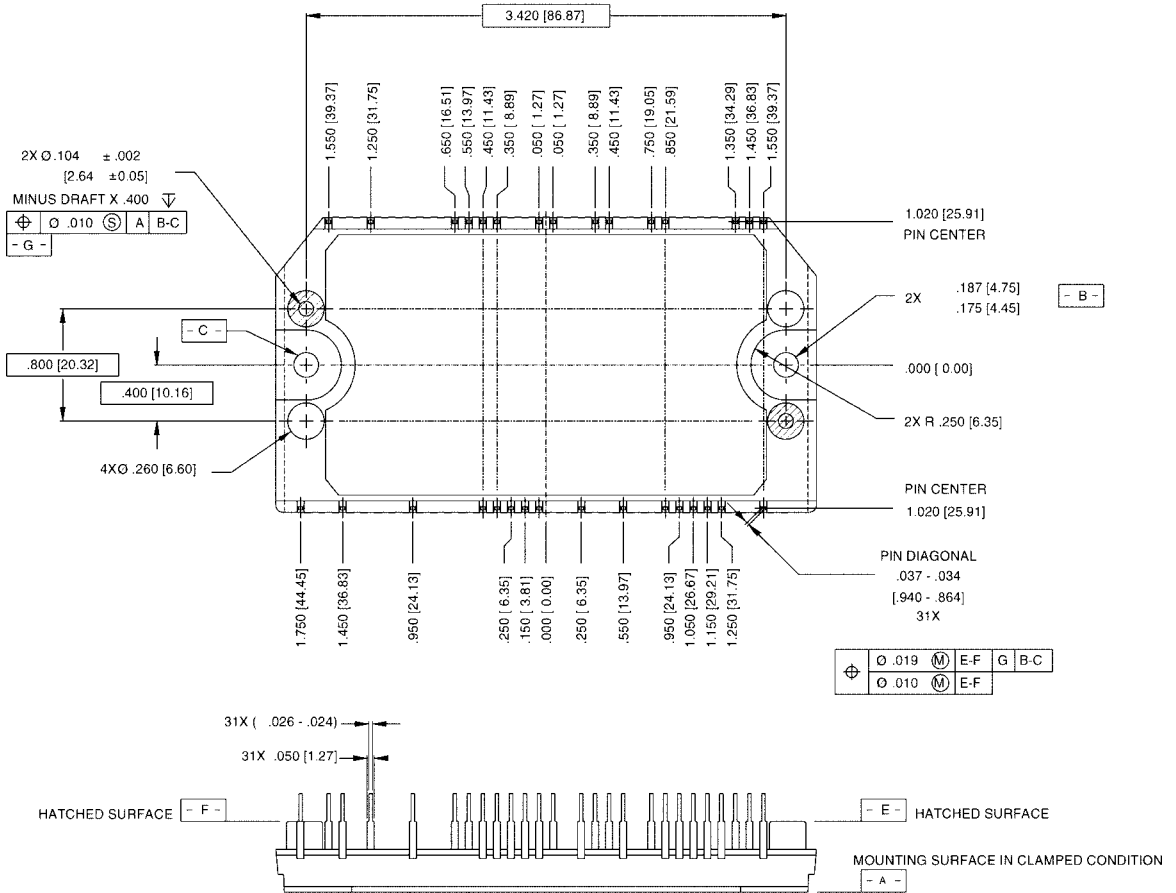 3.420 [86.87]
1.550 [39.37]
1.250 [31.75]
.650 [16.51]
.550 [13.97]
.450 [11.43]
.350 [ 8.89]
.050 [ 1.27]
.050 [ 1.27]
.350 [ 8.89]
.450 [11.43]
.750 [19.05]
.850 [21.59]
1.350 [34.29]
1.450 [36.83]
1.550 [39.37]
2X Ø .104 ± .002
[2.64 ±0.05]
MINUS DRAFT X .400 ↧
⌖ Ø .010 Ⓢ A B-C
- G -
1.020 [25.91]
PIN CENTER
2X .187 [4.75]
.175 [4.45]
- B -
- C -
.800 [20.32]
.400 [10.16]
.000 [ 0.00]
2X R .250 [6.35]
4XØ .260 [6.60]
PIN CENTER
1.020 [25.91]
PIN DIAGONAL
.037 - .034
[.940 - .864]
31X
1.750 [44.45]
1.450 [36.83]
.950 [24.13]
.250 [ 6.35]
.150 [ 3.81]
.000 [ 0.00]
.250 [ 6.35]
.550 [13.97]
.950 [24.13]
1.050 [26.67]
1.150 [29.21]
1.250 [31.75]
⌖ Ø .019 Ⓜ E-F G B-C
Ø .010 Ⓜ E-F
31X ( .026 - .024)
31X .050 [1.27]
HATCHED SURFACE - F -
- E - HATCHED SURFACE
MOUNTING SURFACE IN CLAMPED CONDITION
- A -